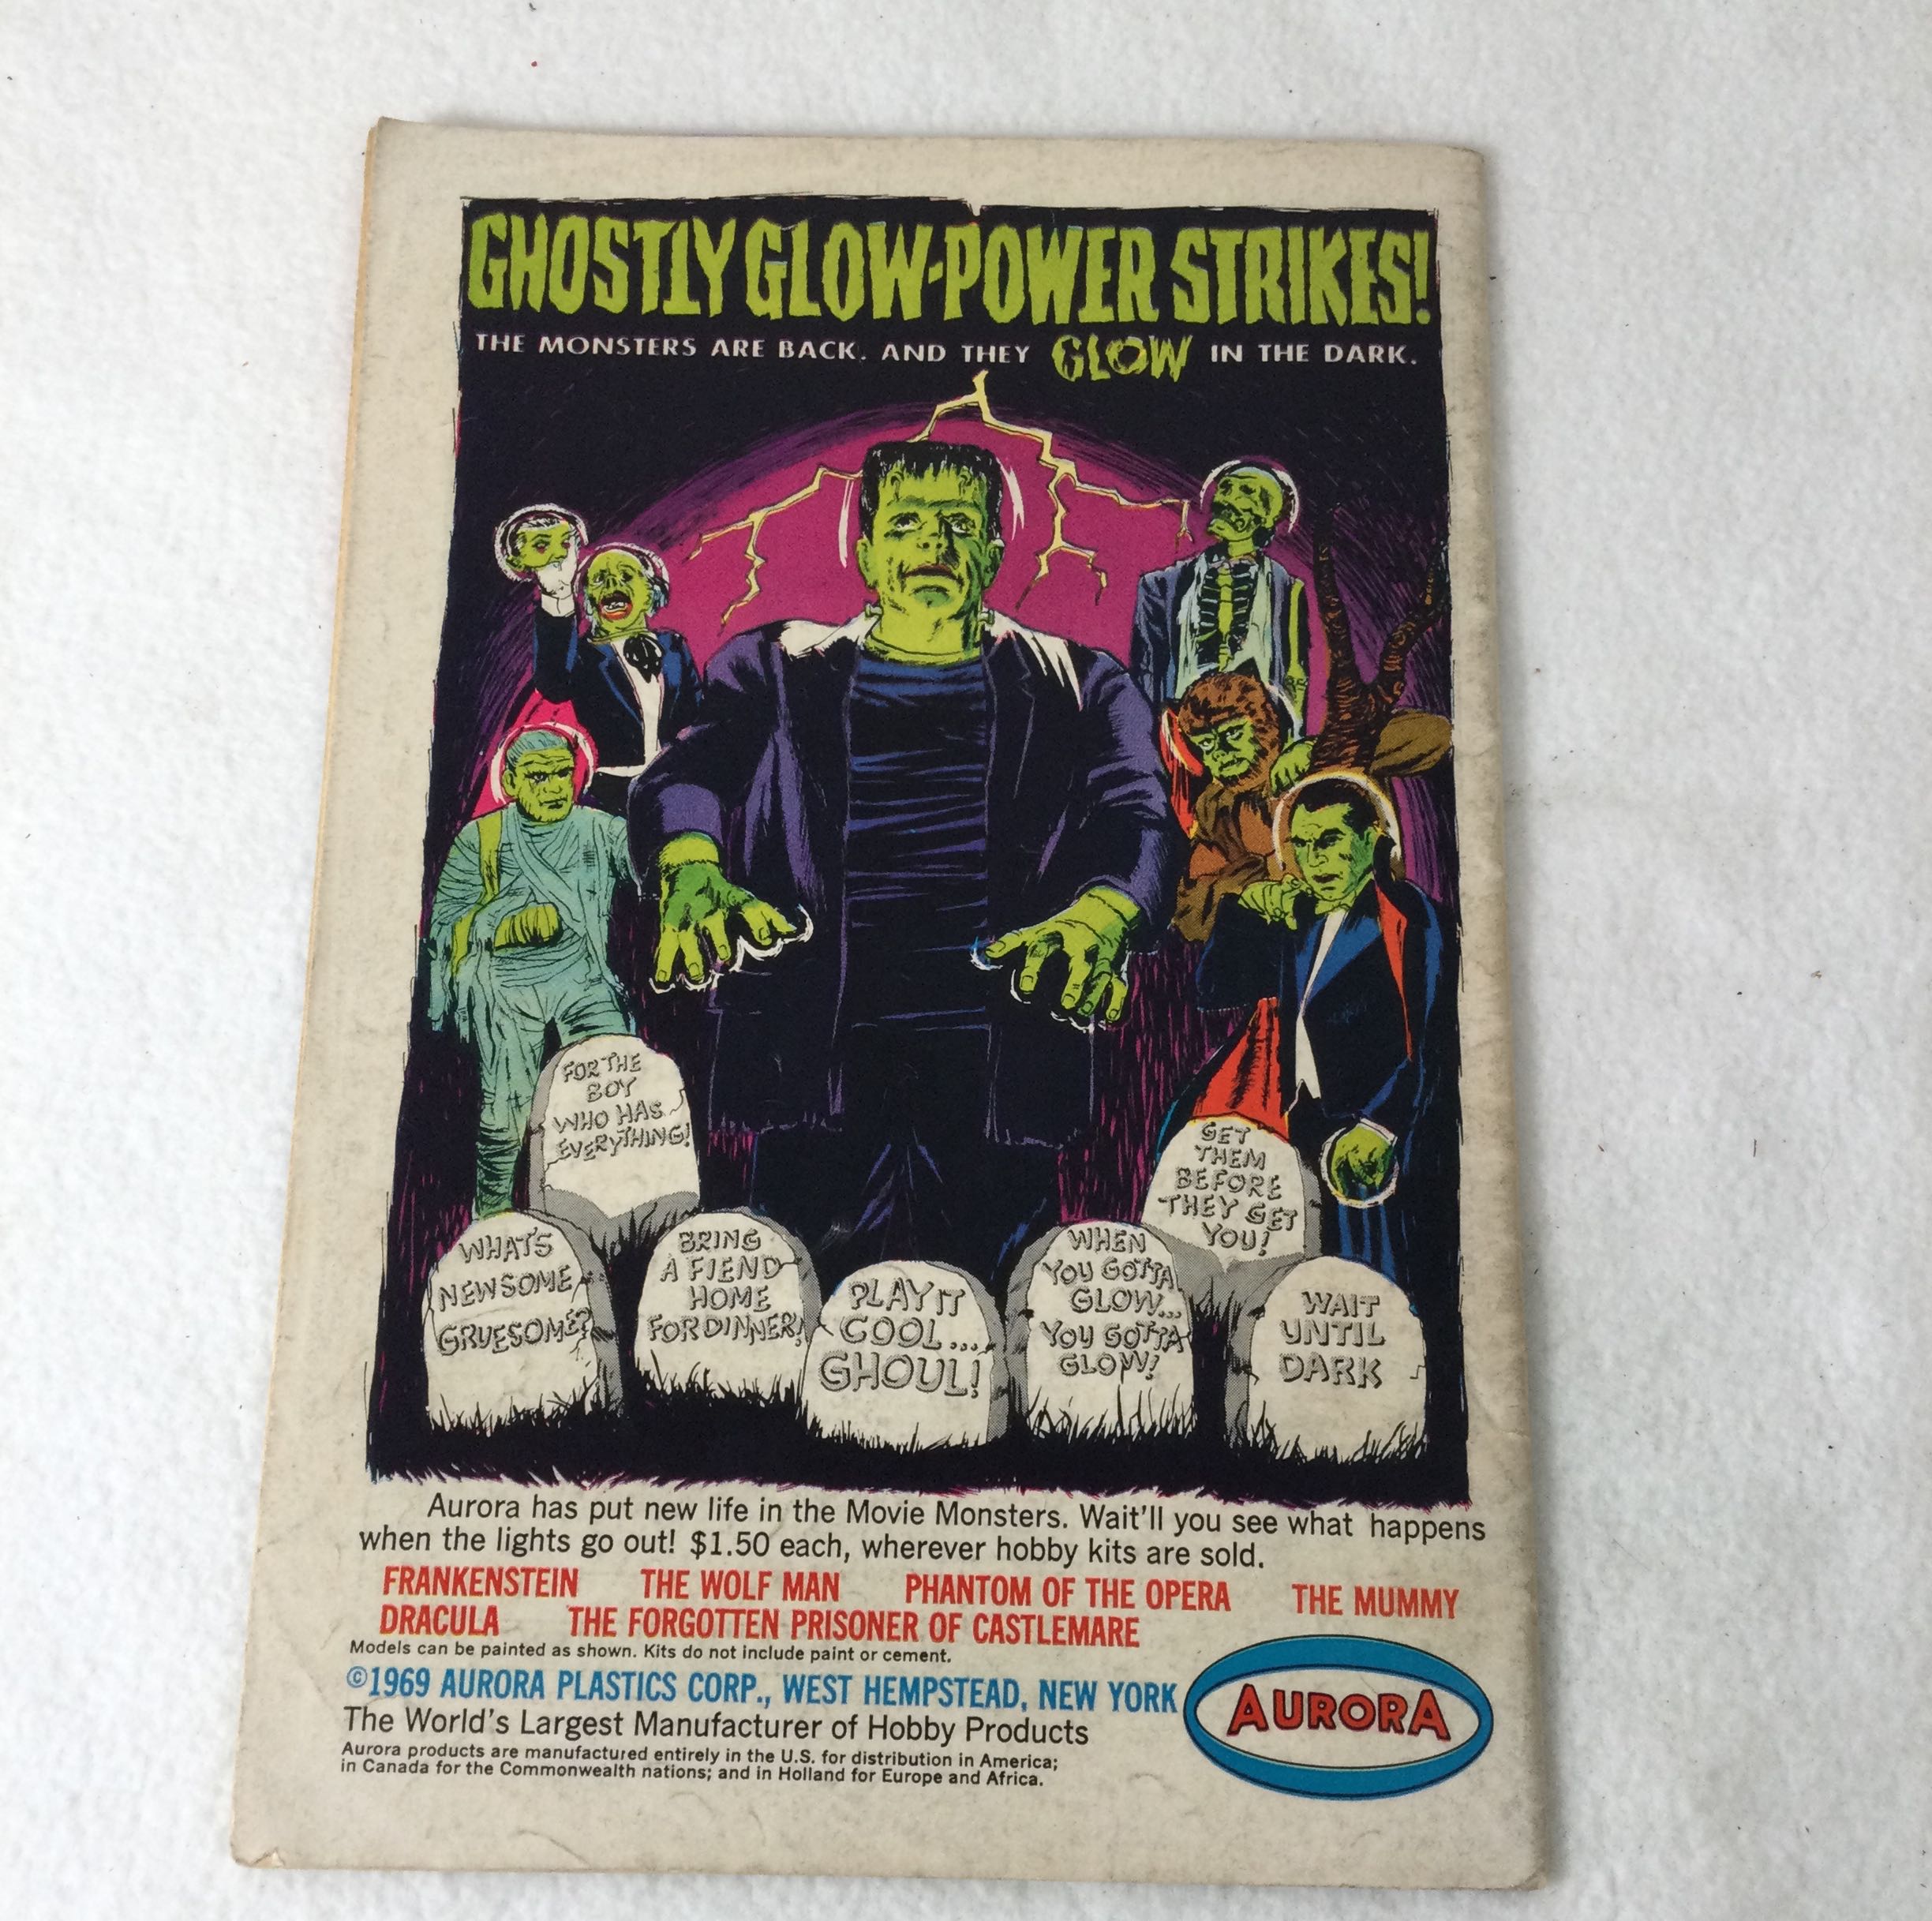 GHOSTLY GLOW-POWER STRIKES!
THE MONSTERS ARE BACK. AND THEY GLOW IN THE DARK.
FOR THE
BOY
WHO HAS
EVERYTHING!
GET
THEM
BEFORE
THEY GET
YOU!
WHAT'S
NEWSOME
GRUESOME?
BRING
A FIEND
HOME
FOR DINNER!
PLAY IT
COOL...
GHOUL!
WHEN
YOU GOTTA
GLOW...
YOU GOTTA
GLOW!
WAIT
UNTIL
DARK
Aurora has put new life in the Movie Monsters. Wait'll you see what happens
when the lights go out! $1.50 each, wherever hobby kits are sold.
FRANKENSTEIN THE WOLF MAN PHANTOM OF THE OPERA THE MUMMY
DRACULA THE FORGOTTEN PRISONER OF CASTLEMARE
Models can be painted as shown. Kits do not include paint or cement.
©1969 AURORA PLASTICS CORP., WEST HEMPSTEAD, NEW YORK
The World's Largest Manufacturer of Hobby Products
Aurora products are manufactured entirely in the U.S. for distribution in America;
in Canada for the Commonwealth nations; and in Holland for Europe and Africa.
AURORA